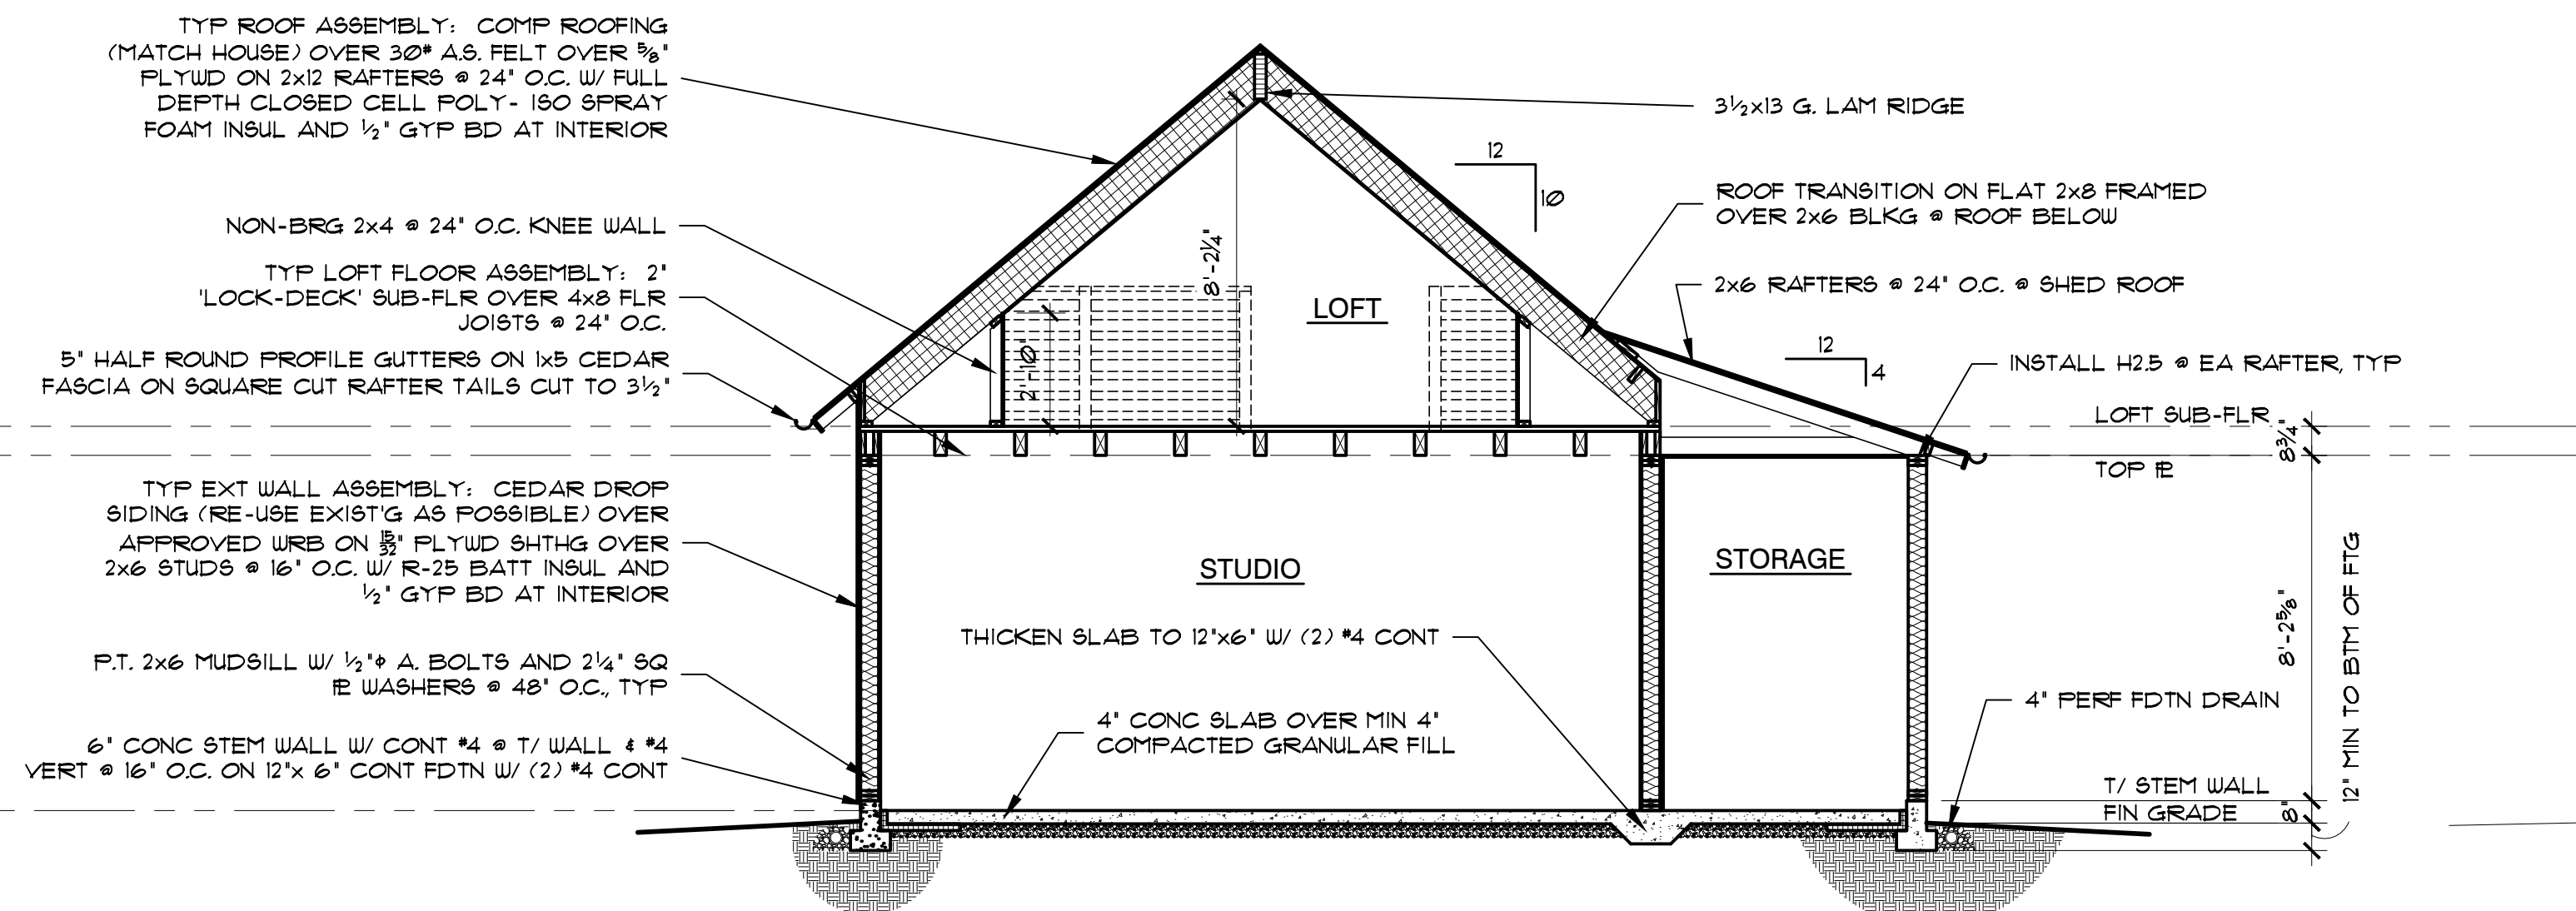 TYP ROOF ASSEMBLY: COMP ROOFING
(MATCH HOUSE) OVER 30# A.S. FELT OVER 5/8"
PLYWD ON 2x12 RAFTERS @ 24" O.C. W/ FULL
DEPTH CLOSED CELL POLY- ISO SPRAY
FOAM INSUL AND 1/2" GYP BD AT INTERIOR
NON-BRG 2x4 @ 24" O.C. KNEE WALL
TYP LOFT FLOOR ASSEMBLY: 2"
'LOCK-DECK' SUB-FLR OVER 4x8 FLR
JOISTS @ 24" O.C.
5" HALF ROUND PROFILE GUTTERS ON 1x5 CEDAR
FASCIA ON SQUARE CUT RAFTER TAILS CUT TO 3 1/2"
TYP EXT WALL ASSEMBLY: CEDAR DROP
SIDING (RE-USE EXIST'G AS POSSIBLE) OVER
APPROVED WRB ON 15/32" PLYWD SHTHG OVER
2x6 STUDS @ 16" O.C. W/ R-25 BATT INSUL AND
1/2" GYP BD AT INTERIOR
P.T. 2x6 MUDSILL W/ 1/2"ϕ A. BOLTS AND 2 1/4" SQ
PL WASHERS @ 48" O.C., TYP
6" CONC STEM WALL W/ CONT #4 @ T/ WALL & #4
VERT @ 16" O.C. ON 12"x 6" CONT FDTN W/ (2) #4 CONT
8'-2 1/4"
2'-10"
LOFT
STUDIO
STORAGE
THICKEN SLAB TO 12"x6" W/ (2) #4 CONT
4" CONC SLAB OVER MIN 4"
COMPACTED GRANULAR FILL
3 1/2x13 G. LAM RIDGE
12
10
ROOF TRANSITION ON FLAT 2x8 FRAMED
OVER 2x6 BLKG @ ROOF BELOW
2x6 RAFTERS @ 24" O.C. @ SHED ROOF
12
4
INSTALL H2.5 @ EA RAFTER, TYP
LOFT SUB-FLR
8 3/4"
TOP PL
8'-2 5/8"
12" MIN TO BTM OF FTG
4" PERF FDTN DRAIN
T/ STEM WALL
FIN GRADE
8"